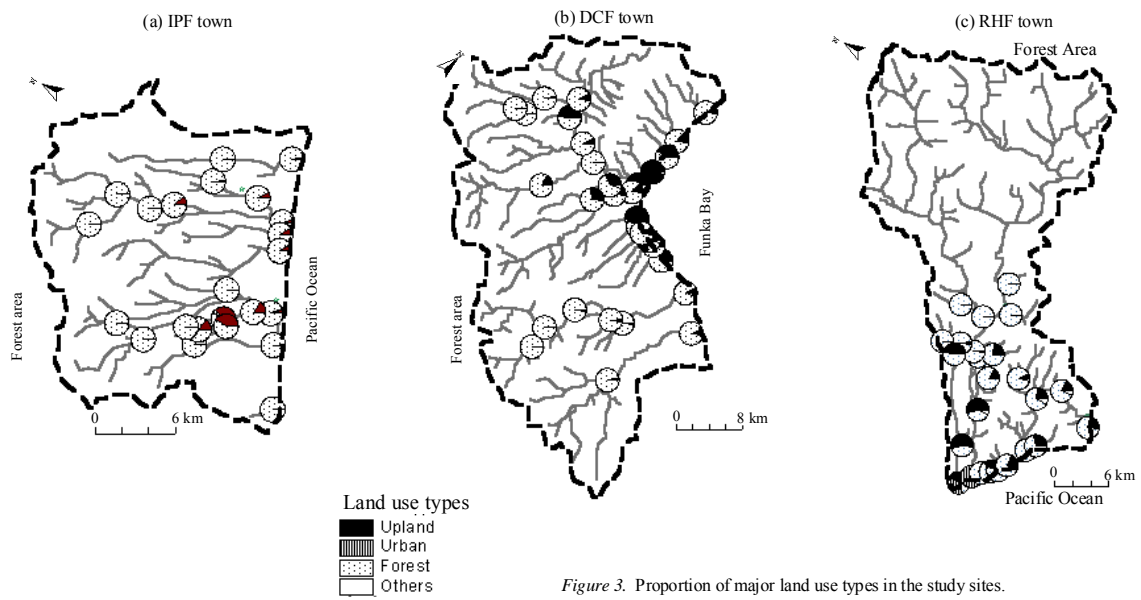 (a) IPF town
(b) DCF town
(c) RHF town
N
N
N
Forest Area
Forest area
Pacific Ocean
Forest area
Funka Bay
0 6 km
0 8 km
0 6 km
Pacific Ocean
Land use types
Upland
Urban
Forest
Others
Figure 3. Proportion of major land use types in the study sites.